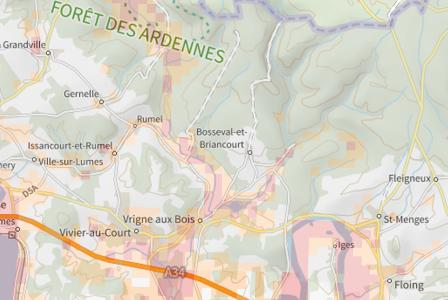 FORÊT DES ARDENNES
Grandville
Gernelle
Rumel
Bosseval-et-
Briancourt
Issancourt-et-Rumel
Ville-sur-Lumes
Fleigneux
D5A
Vrigne aux Bois
St-Menges
Vivier-au-Court
A34
Floing